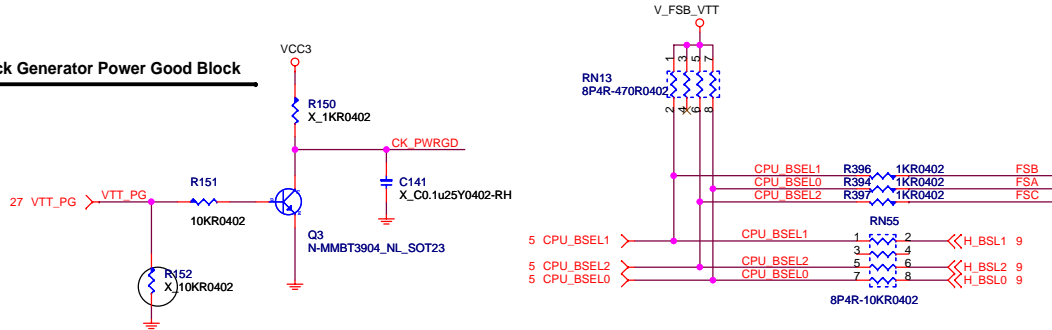 V_FSB_VTT
VCC3
ck Generator Power Good Block
1 3 5 7
RN13
8P4R-470R0402
2 4 6 8
R150
X_1KR0402
CK_PWRGD
C141
X_C0.1u25Y0402-RH
R151
27 VTT_PG VTT_PG
10KR0402
Q3
N-MMBT3904_NL_SOT23
R152
X_10KR0402
CPU_BSEL1 R396 1KR0402 FSB
CPU_BSEL0 R394 1KR0402 FSA
CPU_BSEL2 R397 1KR0402 FSC
RN55
5 CPU_BSEL1 CPU_BSEL1 1 2 H_BSL1 9
3 4
5 CPU_BSEL2 CPU_BSEL2 5 6 H_BSL2 9
5 CPU_BSEL0 CPU_BSEL0 7 8 H_BSL0 9
8P4R-10KR0402